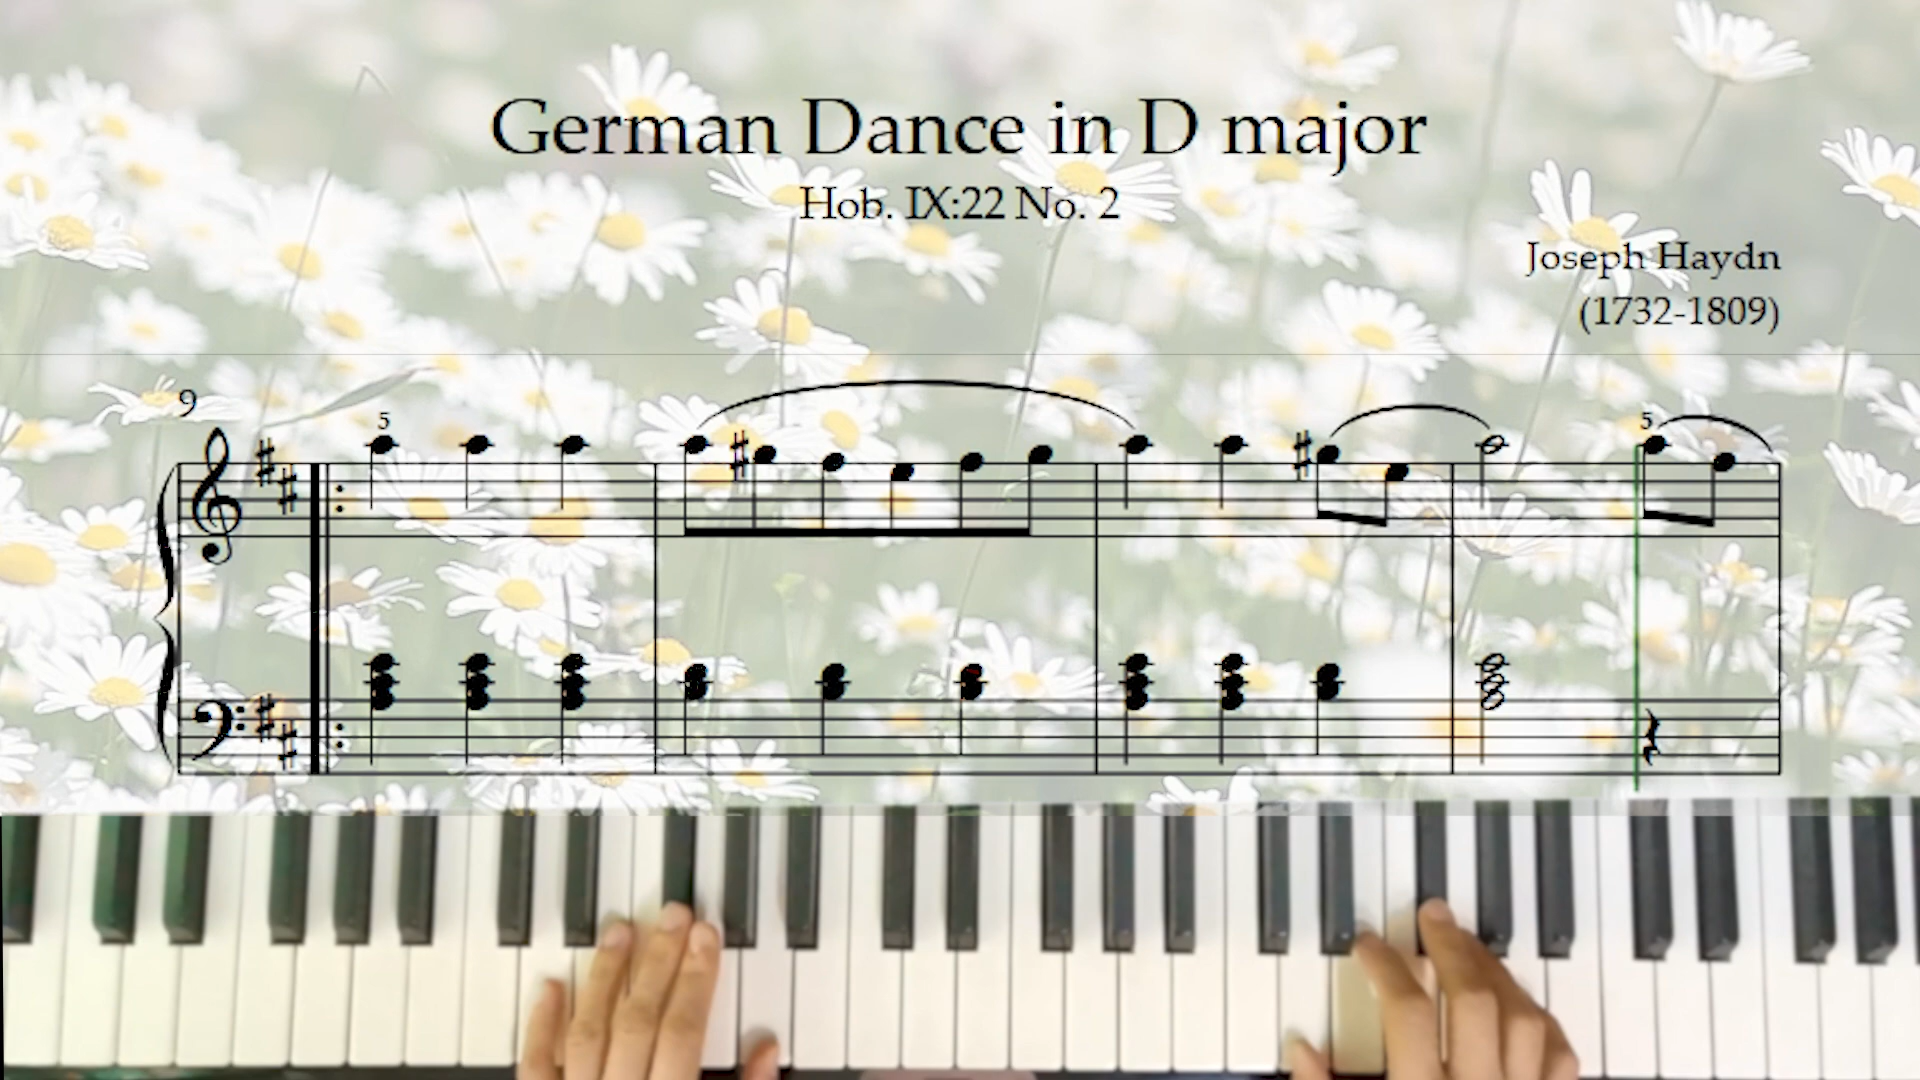 German Dance in D major
Hob. IX:22 No. 2
Joseph Haydn
(1732-1809)
9
5
5